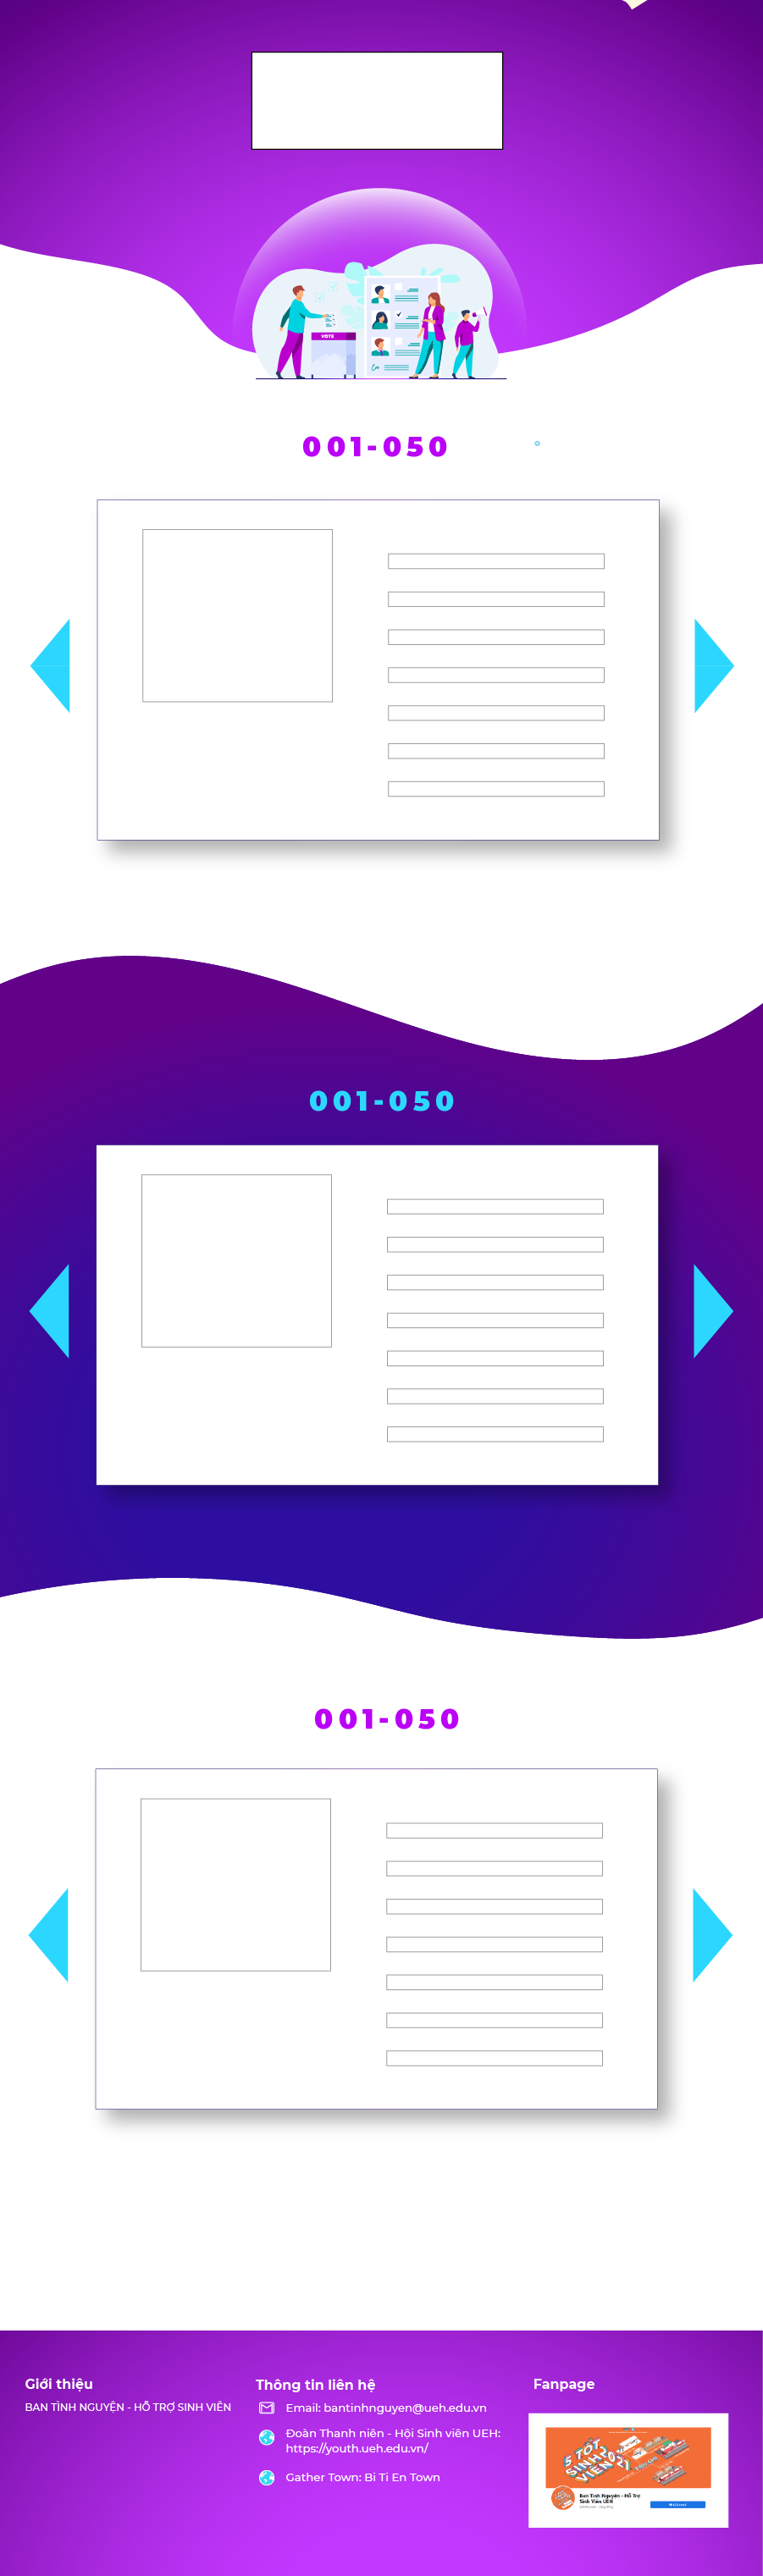 VOTE
001-050
001-050
001-050
Giới thiệu
BAN TÌNH NGUYỆN - HỖ TRỢ SINH VIÊN
Thông tin liên hệ
Email: bantinhnguyen@ueh.edu.vn
Đoàn Thanh niên - Hội Sinh viên UEH:
https://youth.ueh.edu.vn/
Gather Town: Bi Ti En Town
Fanpage
5 TỐT
SINH
VIÊN 2021
Ban Tình Nguyện - Hỗ Trợ
Sinh Viên UEH